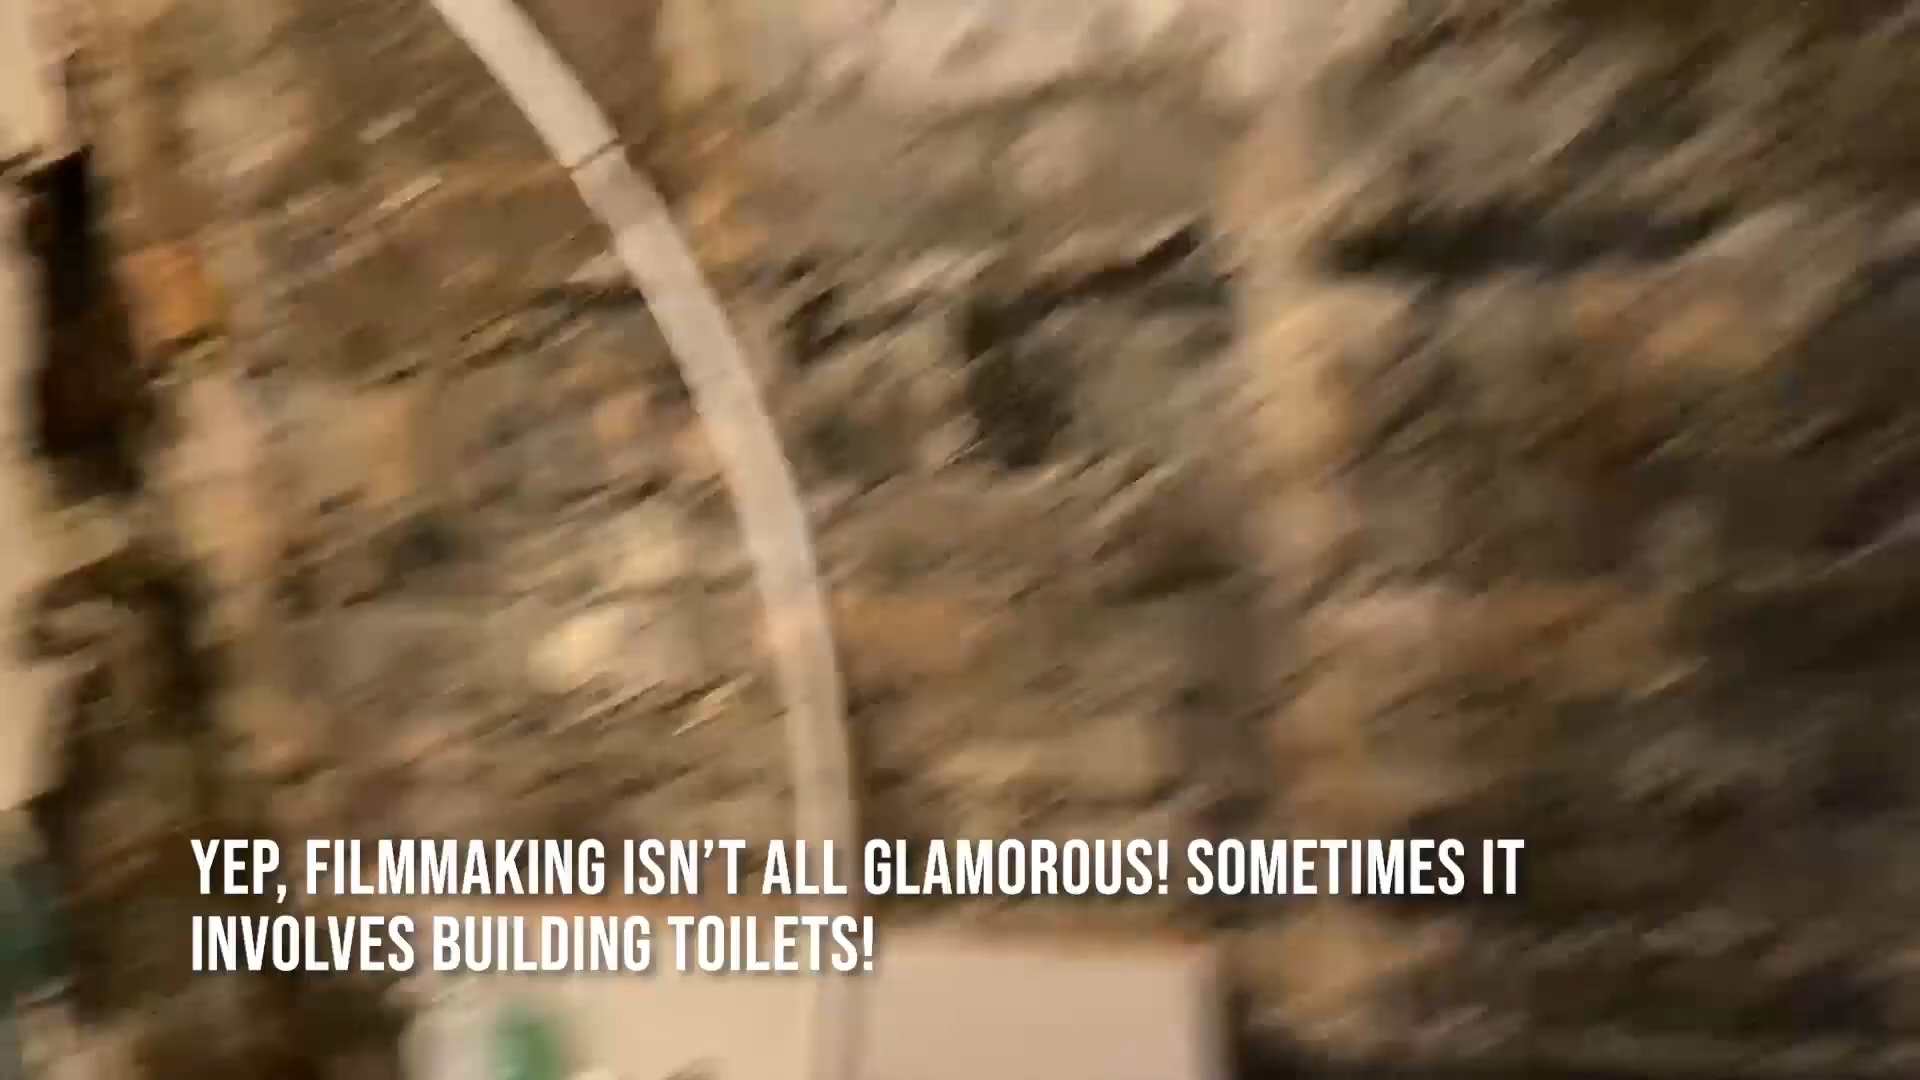 YEP, FILMMAKING ISN'T ALL GLAMOROUS! SOMETIMES IT
INVOLVES BUILDING TOILETS!